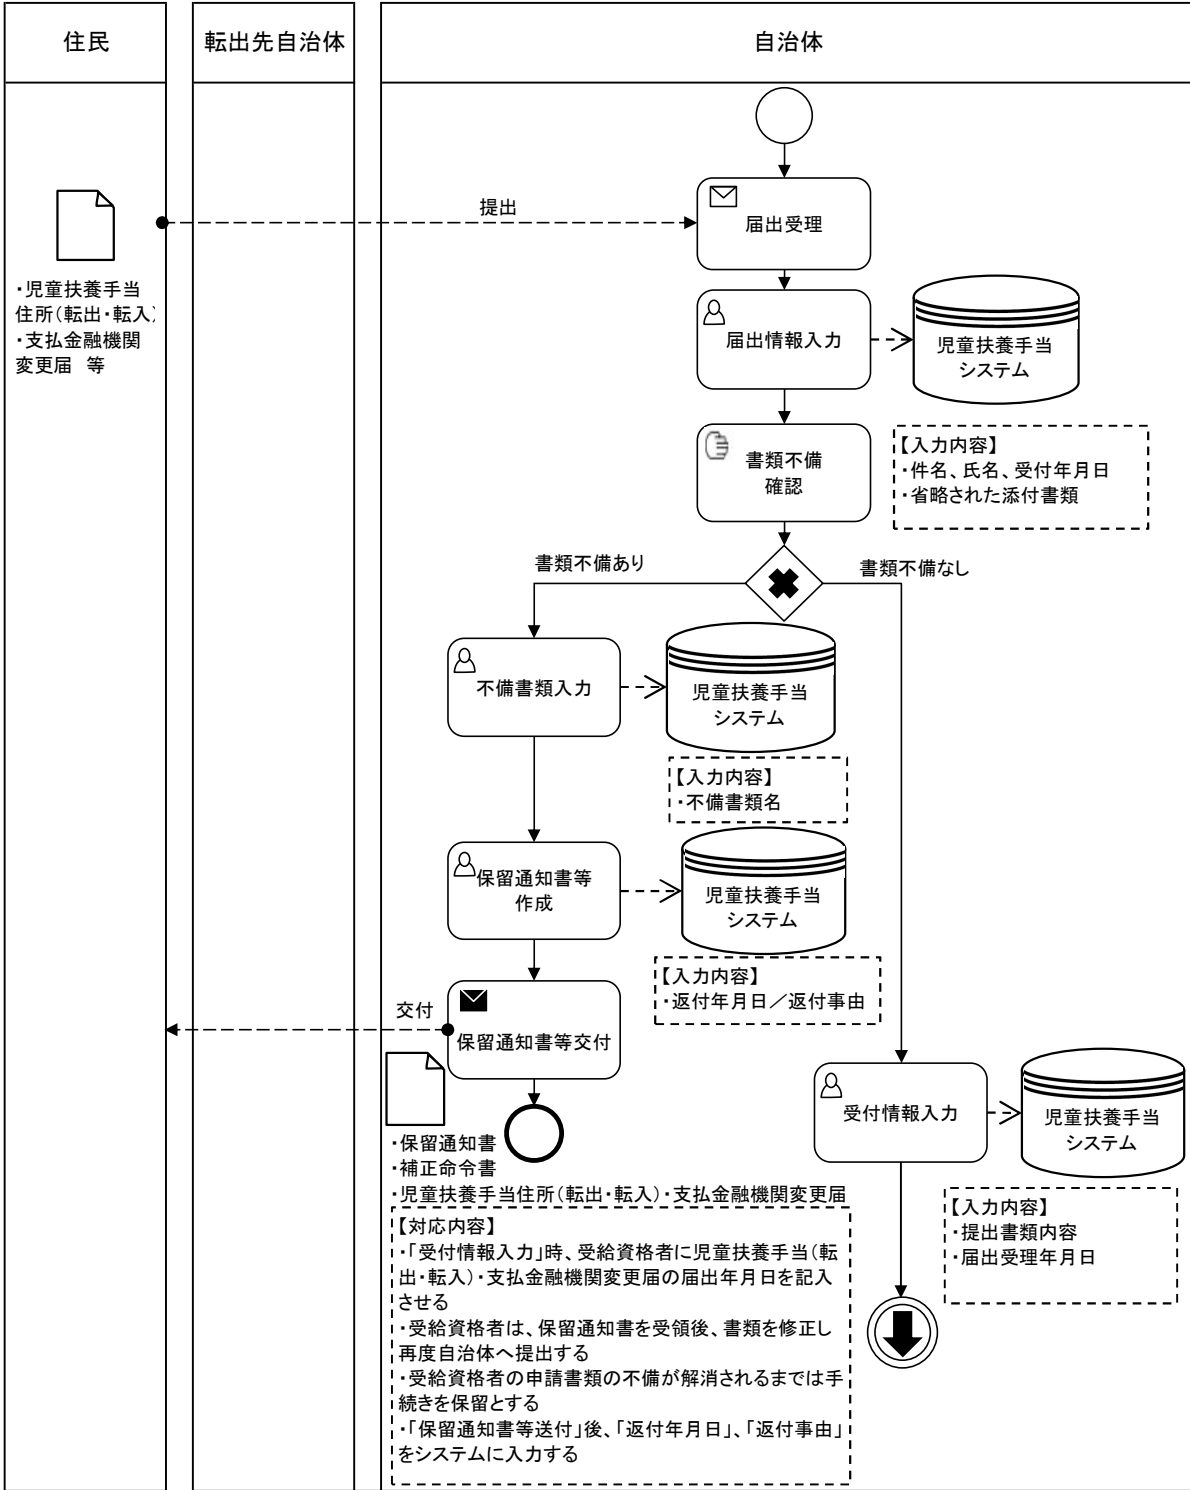 住民
転出先自治体
自治体
提出
届出受理
・児童扶養手当
住所（転出・転入）
・支払金融機関
変更届　等
届出情報入力
児童扶養手当
システム
書類不備
確認
【入力内容】
・件名、氏名、受付年月日
・省略された添付書類
書類不備あり
書類不備なし
不備書類入力
児童扶養手当
システム
【入力内容】
・不備書類名
保留通知書等
作成
児童扶養手当
システム
【入力内容】
・返付年月日／返付事由
交付
保留通知書等交付
受付情報入力
児童扶養手当
システム
・保留通知書
・補正命令書
・児童扶養手当住所（転出・転入）・支払金融機関変更届
【入力内容】
・提出書類内容
・届出受理年月日
【対応内容】
・「受付情報入力」時、受給資格者に児童扶養手当（転
出・転入）・支払金融機関変更届の届出年月日を記入
させる
・受給資格者は、保留通知書を受領後、書類を修正し
再度自治体へ提出する
・受給資格者の申請書類の不備が解消されるまでは手
続きを保留とする
・「保留通知書等送付」後、「返付年月日」、「返付事由」
をシステムに入力する